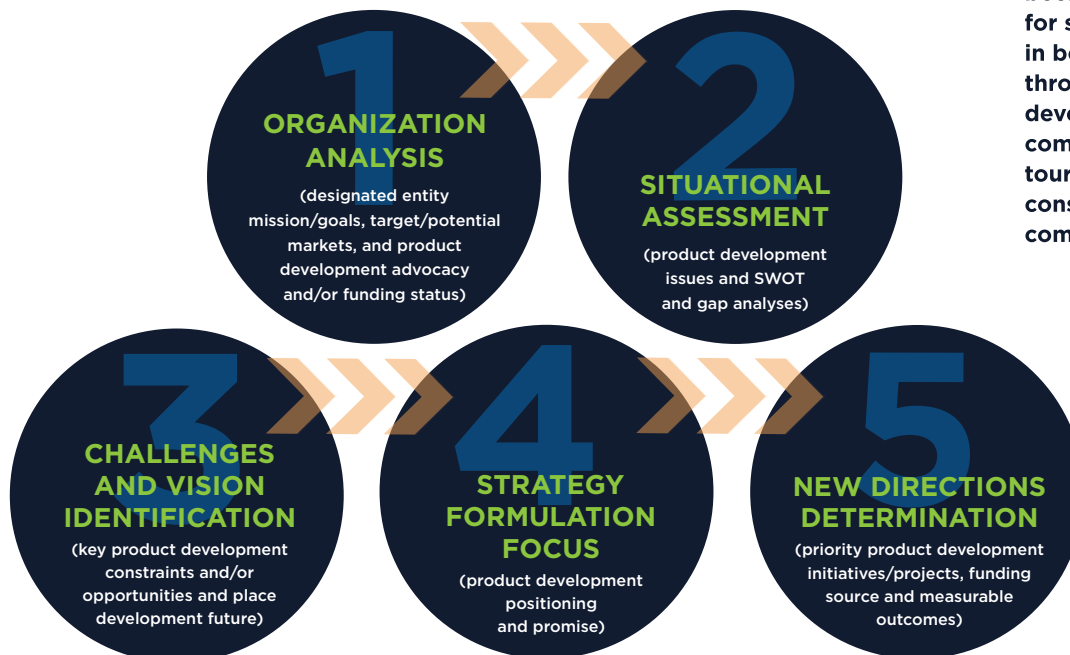 1
ORGANIZATION
ANALYSIS
(designated entity
mission/goals, target/potential
markets, and product
development advocacy
and/or funding status)
2
SITUATIONAL
ASSESSMENT
(product development
issues and SWOT
and gap analyses)
for
in
3
CHALLENGES
AND VISION
IDENTIFICATION
(key product development
constraints and/or
opportunities and place
development future)
4
STRATEGY
FORMULATION
FOCUS
(product development
positioning
and promise)
5
NEW DIRECTIONS
DETERMINATION
(priority product development
initiatives/projects, funding
source and measurable
outcomes)